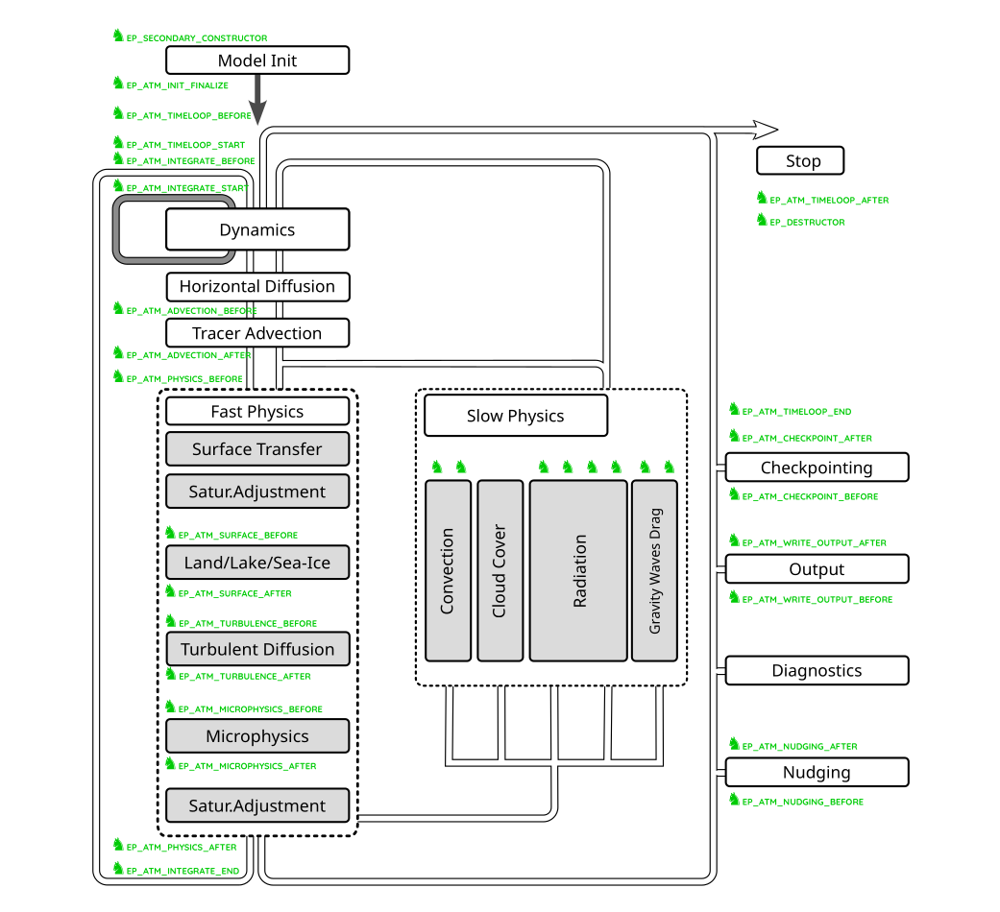 EP_SECONDARY_CONSTRUCTOR
Model Init
EP_ATM_INIT_FINALIZE
EP_ATM_TIMELOOP_BEFORE
EP_ATM_TIMELOOP_START
EP_ATM_INTEGRATE_BEFORE
EP_ATM_INTEGRATE_START
Dynamics
Horizontal Diffusion
EP_ATM_ADVECTION_BEFORE
Tracer Advection
EP_ATM_ADVECTION_AFTER
EP_ATM_PHYSICS_BEFORE
Fast Physics
Surface Transfer
Satur.Adjustment
EP_ATM_SURFACE_BEFORE
Land/Lake/Sea-Ice
EP_ATM_SURFACE_AFTER
EP_ATM_TURBULENCE_BEFORE
Turbulent Diffusion
EP_ATM_TURBULENCE_AFTER
EP_ATM_MICROPHYSICS_BEFORE
Microphysics
EP_ATM_MICROPHYSICS_AFTER
Satur.Adjustment
EP_ATM_PHYSICS_AFTER
EP_ATM_INTEGRATE_END
Slow Physics
Convection
Cloud Cover
Radiation
Gravity Waves Drag
Stop
EP_ATM_TIMELOOP_AFTER
EP_DESTRUCTOR
EP_ATM_TIMELOOP_END
EP_ATM_CHECKPOINT_AFTER
Checkpointing
EP_ATM_CHECKPOINT_BEFORE
EP_ATM_WRITE_OUTPUT_AFTER
Output
EP_ATM_WRITE_OUTPUT_BEFORE
Diagnostics
EP_ATM_NUDGING_AFTER
Nudging
EP_ATM_NUDGING_BEFORE